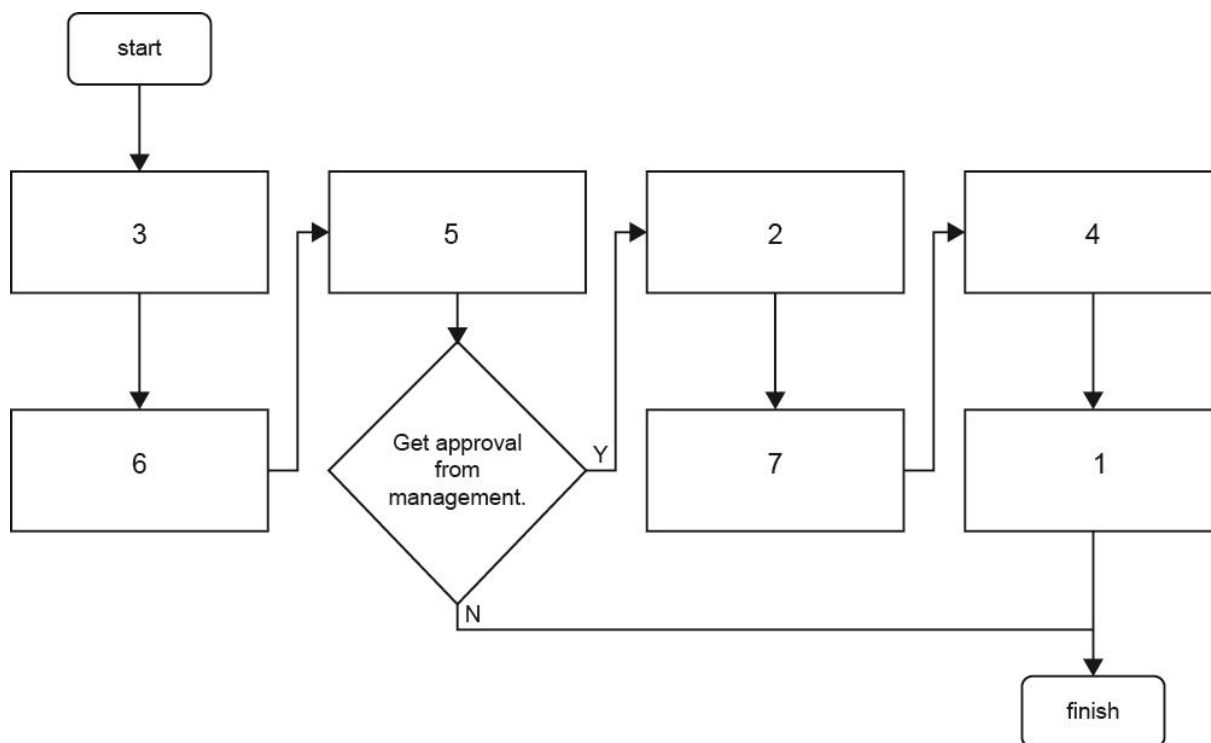 start
3
5
2
4
6
Get approval
from
management.
Y
7
1
N
finish